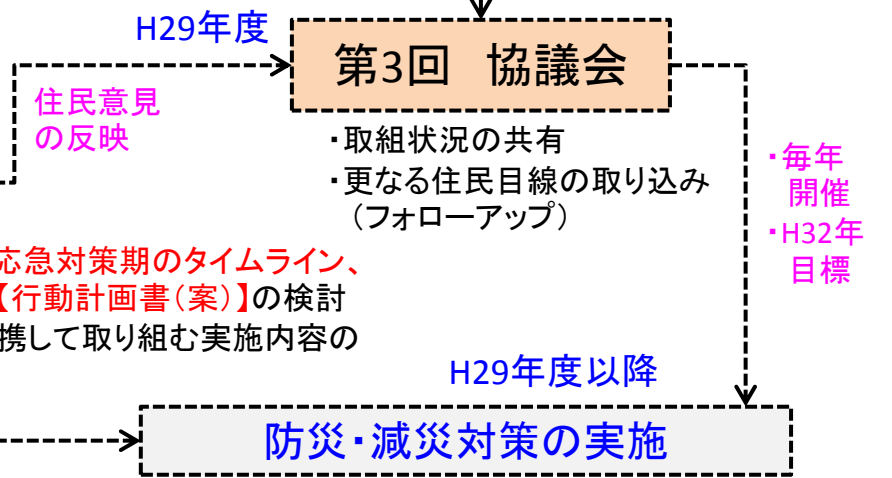 H29年度
第3回　協議会
住民意見
の反映
・取組状況の共有
・更なる住民目線の取り込み
（フォローアップ）
・毎年
開催
・H32年
目標
応急対策期のタイムライン、
【行動計画書（案）】の検討
携して取り組む実施内容の
H29年度以降
防災・減災対策の実施